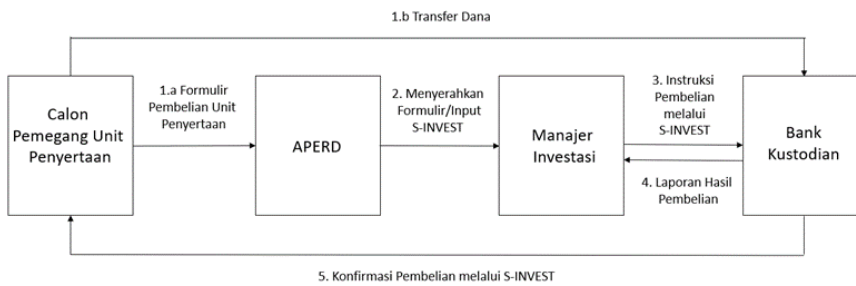 1.b Transfer Dana
Calon
Pemegang Unit
Penyertaan
1.a Formulir
Pembelian Unit
Penyertaan
APERD
2. Menyerahkan
Formulir/Input
S-INVEST
Manajer
Investasi
3. Instruksi
Pembelian
melalui
S-INVEST
4. Laporan Hasil
Pembelian
Bank
Kustodian
5. Konfirmasi Pembelian melalui S-INVEST